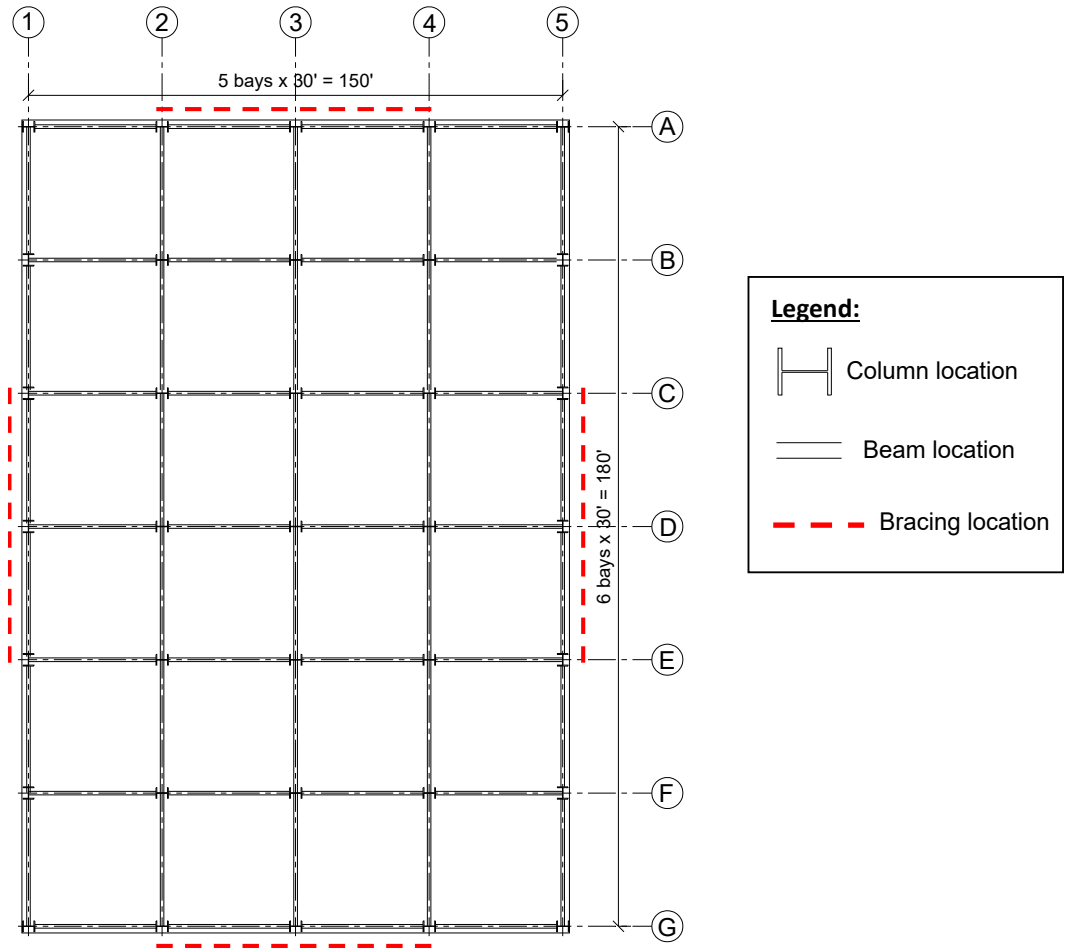 1
2
3
4
5
5 bays x 30' = 150'
A
B
C
D
E
F
G
6 bays x 30' = 180'
Legend:
Column location
Beam location
Bracing location